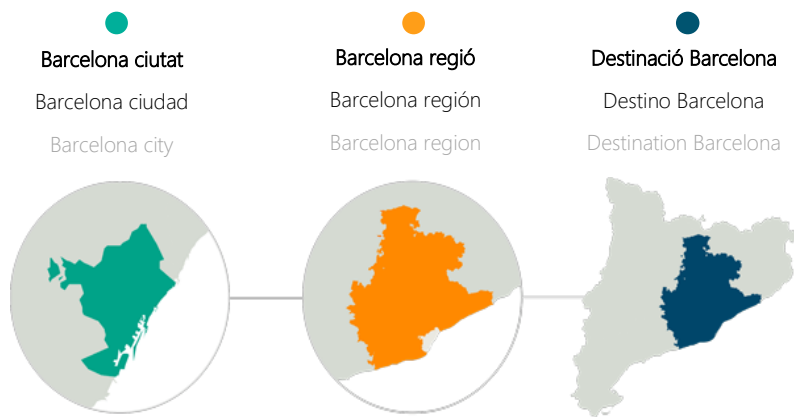 Barcelona ciutat
Barcelona ciudad
Barcelona city
Barcelona regió
Barcelona región
Barcelona region
Destinació Barcelona
Destino Barcelona
Destination Barcelona